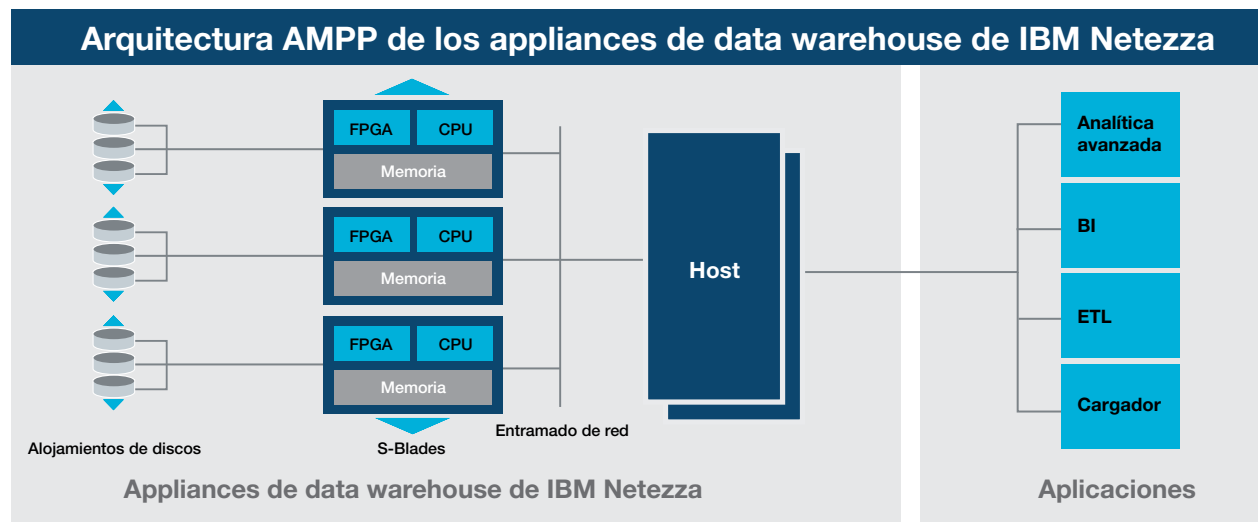 Arquitectura AMPP de los appliances de data warehouse de IBM Netezza
FPGA CPU
Memoria
FPGA CPU
Memoria
FPGA CPU
Memoria
Alojamientos de discos
S-Blades
Entramado de red
Host
Appliances de data warehouse de IBM Netezza
Analítica
avanzada
BI
ETL
Cargador
Aplicaciones